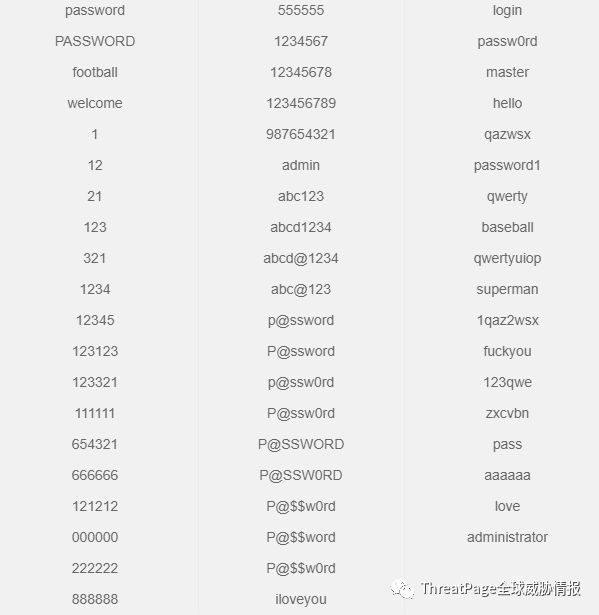 password 555555 login
PASSWORD 1234567 passw0rd
football 12345678 master
welcome 123456789 hello
1 987654321 qazwsx
12 admin password1
21 abc123 qwerty
123 abcd1234 baseball
321 abcd@1234 qwertyuiop
1234 abc@123 superman
12345 p@ssword 1qaz2wsx
123123 P@ssword fuckyou
123321 p@ssw0rd 123qwe
111111 P@ssw0rd zxcvbn
654321 P@SSWORD pass
666666 P@SSW0RD aaaaaa
121212 P@$$w0rd love
000000 P@$$word administrator
222222 P@$$w0rd
888888 iloveyou
ThreatPage全球威胁情报